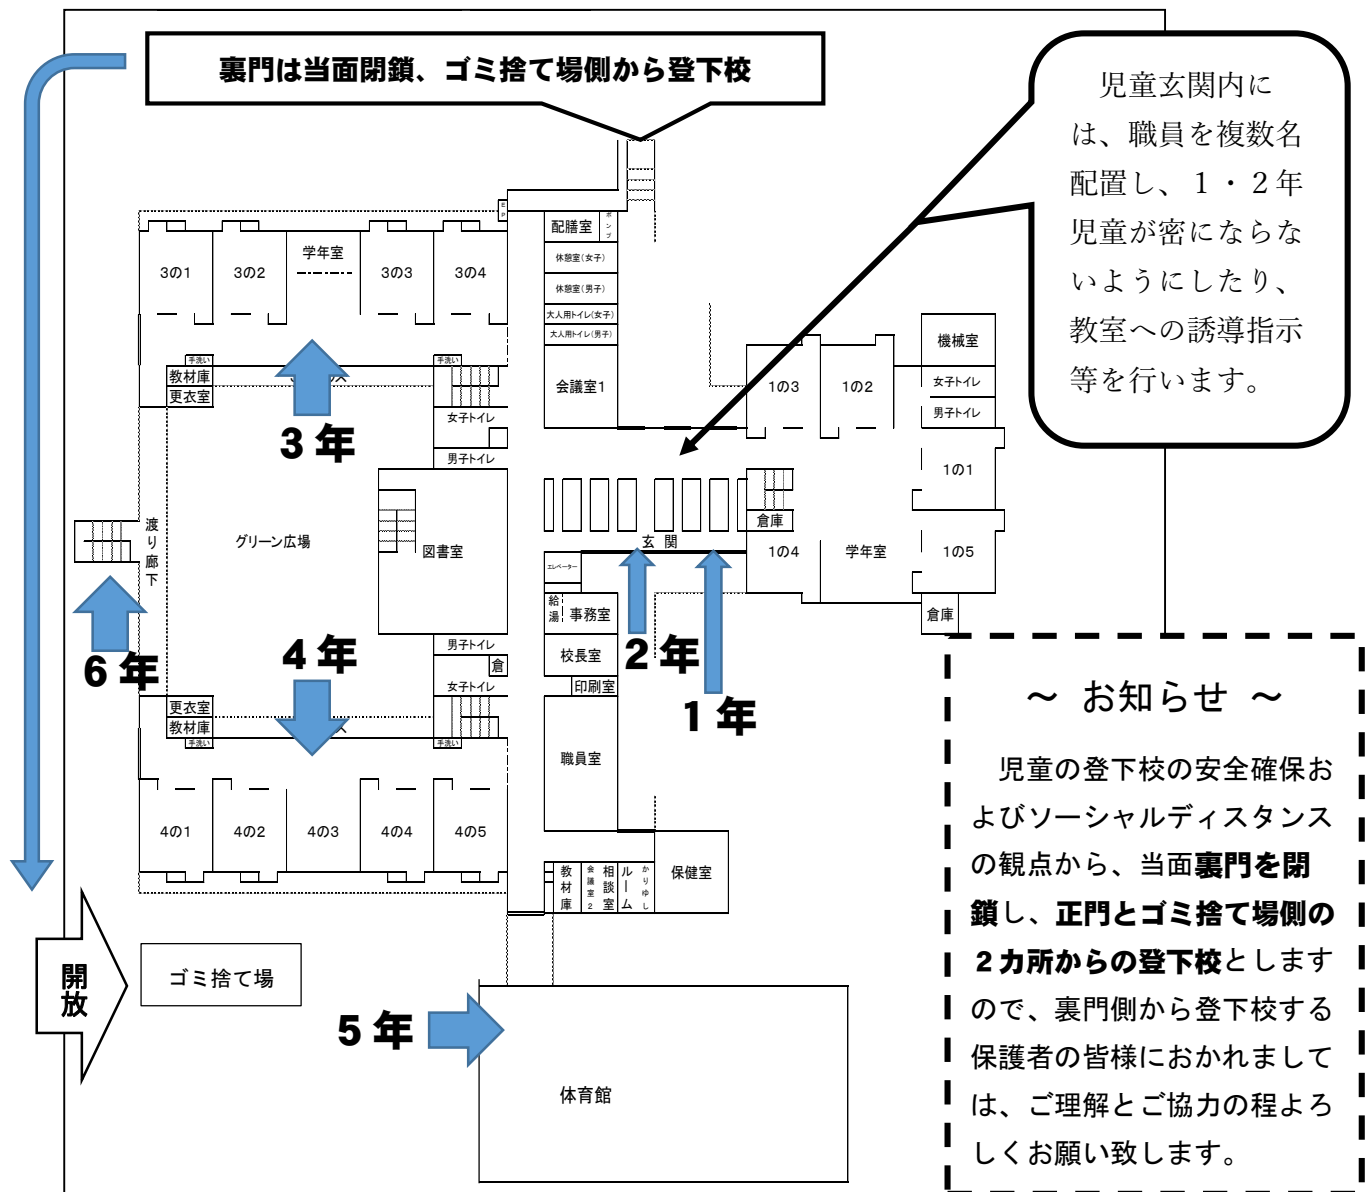 裏門は当面閉鎖、ゴミ捨て場側から登下校
児童玄関内に
は、職員を複数名
配置し、１・２年
児童が密にならな
いようにしたり、
教室への誘導指示
等を行います。
ＥＰ
配膳室
ポンプ
休憩室（女子）
休憩室（男子）
大人用トイレ（女子）
大人用トイレ（男子）
会議室1
3の1
3の2
学年室
3の3
3の4
手洗い
手洗い
教材庫
更衣室
女子トイレ
男子トイレ
３年
機械室
女子トイレ
男子トイレ
1の3
1の2
1の1
倉庫
1の4
学年室
1の5
倉庫
玄関
渡り廊下
グリーン広場
図書室
エレベーター
給湯
事務室
校長室
印刷室
職員室
２年
１年
６年
４年
男子トイレ
倉
女子トイレ
更衣室
教材庫
手洗い
手洗い
4の1
4の2
4の3
4の4
4の5
教材庫
会議室2
相談室
かりゆし
ルーム
保健室
開放
ゴミ捨て場
５年
体育館
～ お知らせ ～
児童の登下校の安全確保お
よびソーシャルディスタンス
の観点から、当面裏門を閉
鎖し、正門とゴミ捨て場側の
２カ所からの登下校とします
ので、裏門側から登下校する
保護者の皆様におかれまして
は、ご理解とご協力の程よろ
しくお願い致します。